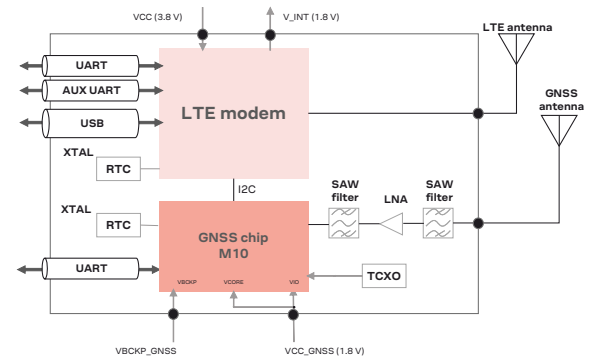 VCC (3.8 V)
V_INT (1.8 V)
LTE antenna
UART
AUX UART
USB
LTE modem
GNSS
antenna
XTAL
RTC
I2C
SAW
filter
LNA
SAW
filter
XTAL
RTC
GNSS chip
M10
UART
VBCKP
VCORE
VIO
TCXO
VBCKP_GNSS
VCC_GNSS (1.8 V)